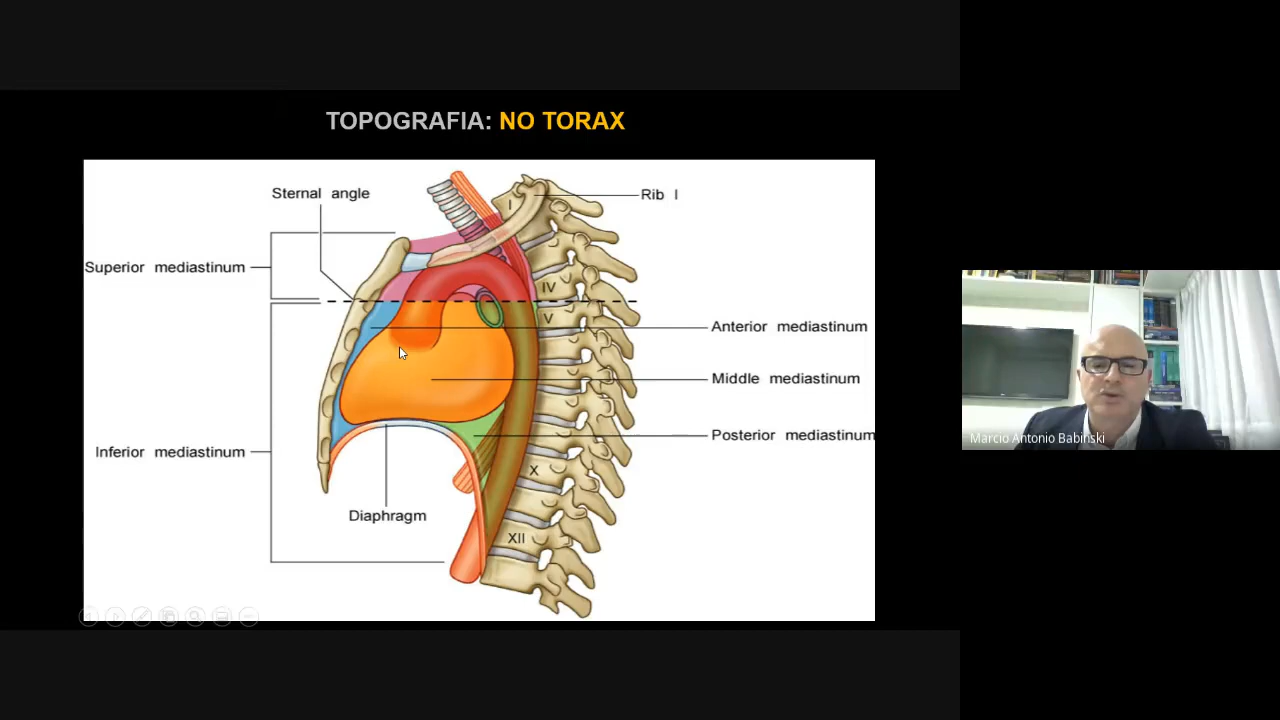 TOPOGRAFIA: NO TORAX
Sternal angle
Rib I
I
Superior mediastinum
IV
V
Anterior mediastinum
Middle mediastinum
Posterior mediastinum
Inferior mediastinum
X
Diaphragm
XII
Marcio Antonio Babinski